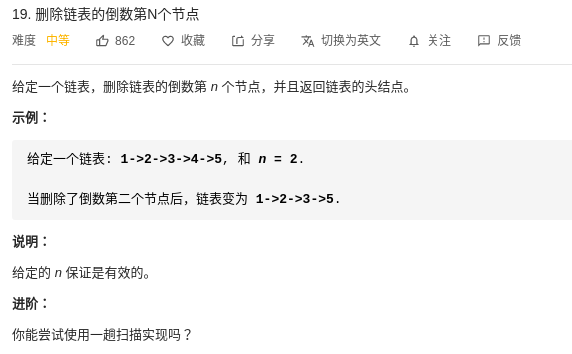 19. 删除链表的倒数第N个节点
难度 中等 862 收藏 分享 切换为英文 关注 反馈
给定一个链表，删除链表的倒数第 n 个节点，并且返回链表的头结点。
示例：
给定一个链表: 1->2->3->4->5, 和 n = 2.
当删除了倒数第二个节点后，链表变为 1->2->3->5.
说明：
给定的 n 保证是有效的。
进阶：
你能尝试使用一趟扫描实现吗？